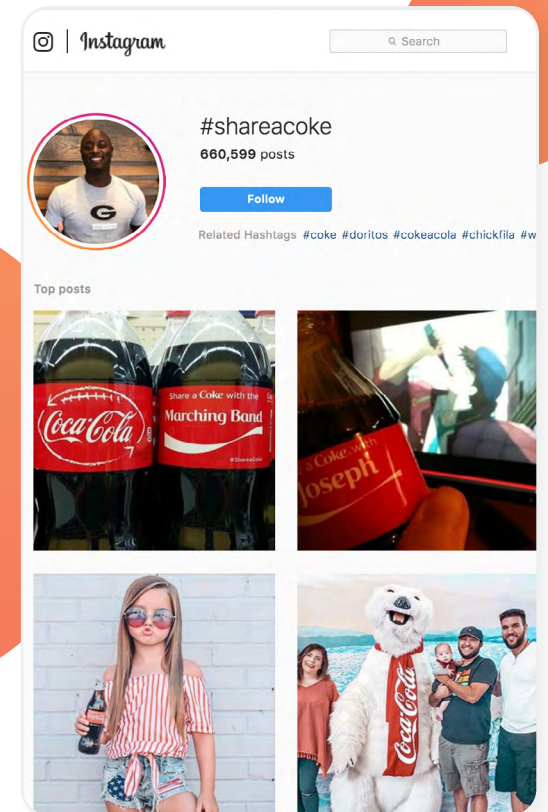 Instagram
Search
#shareacoke
660,599 posts
Follow
Related Hashtags #coke #doritos #cokeacola #chickfila #w
Top posts
Coca-Cola
7
Share a Coke with the
Marching Band
#ShareaCoke
e a Coke with
Joseph
G
Coca-Cola